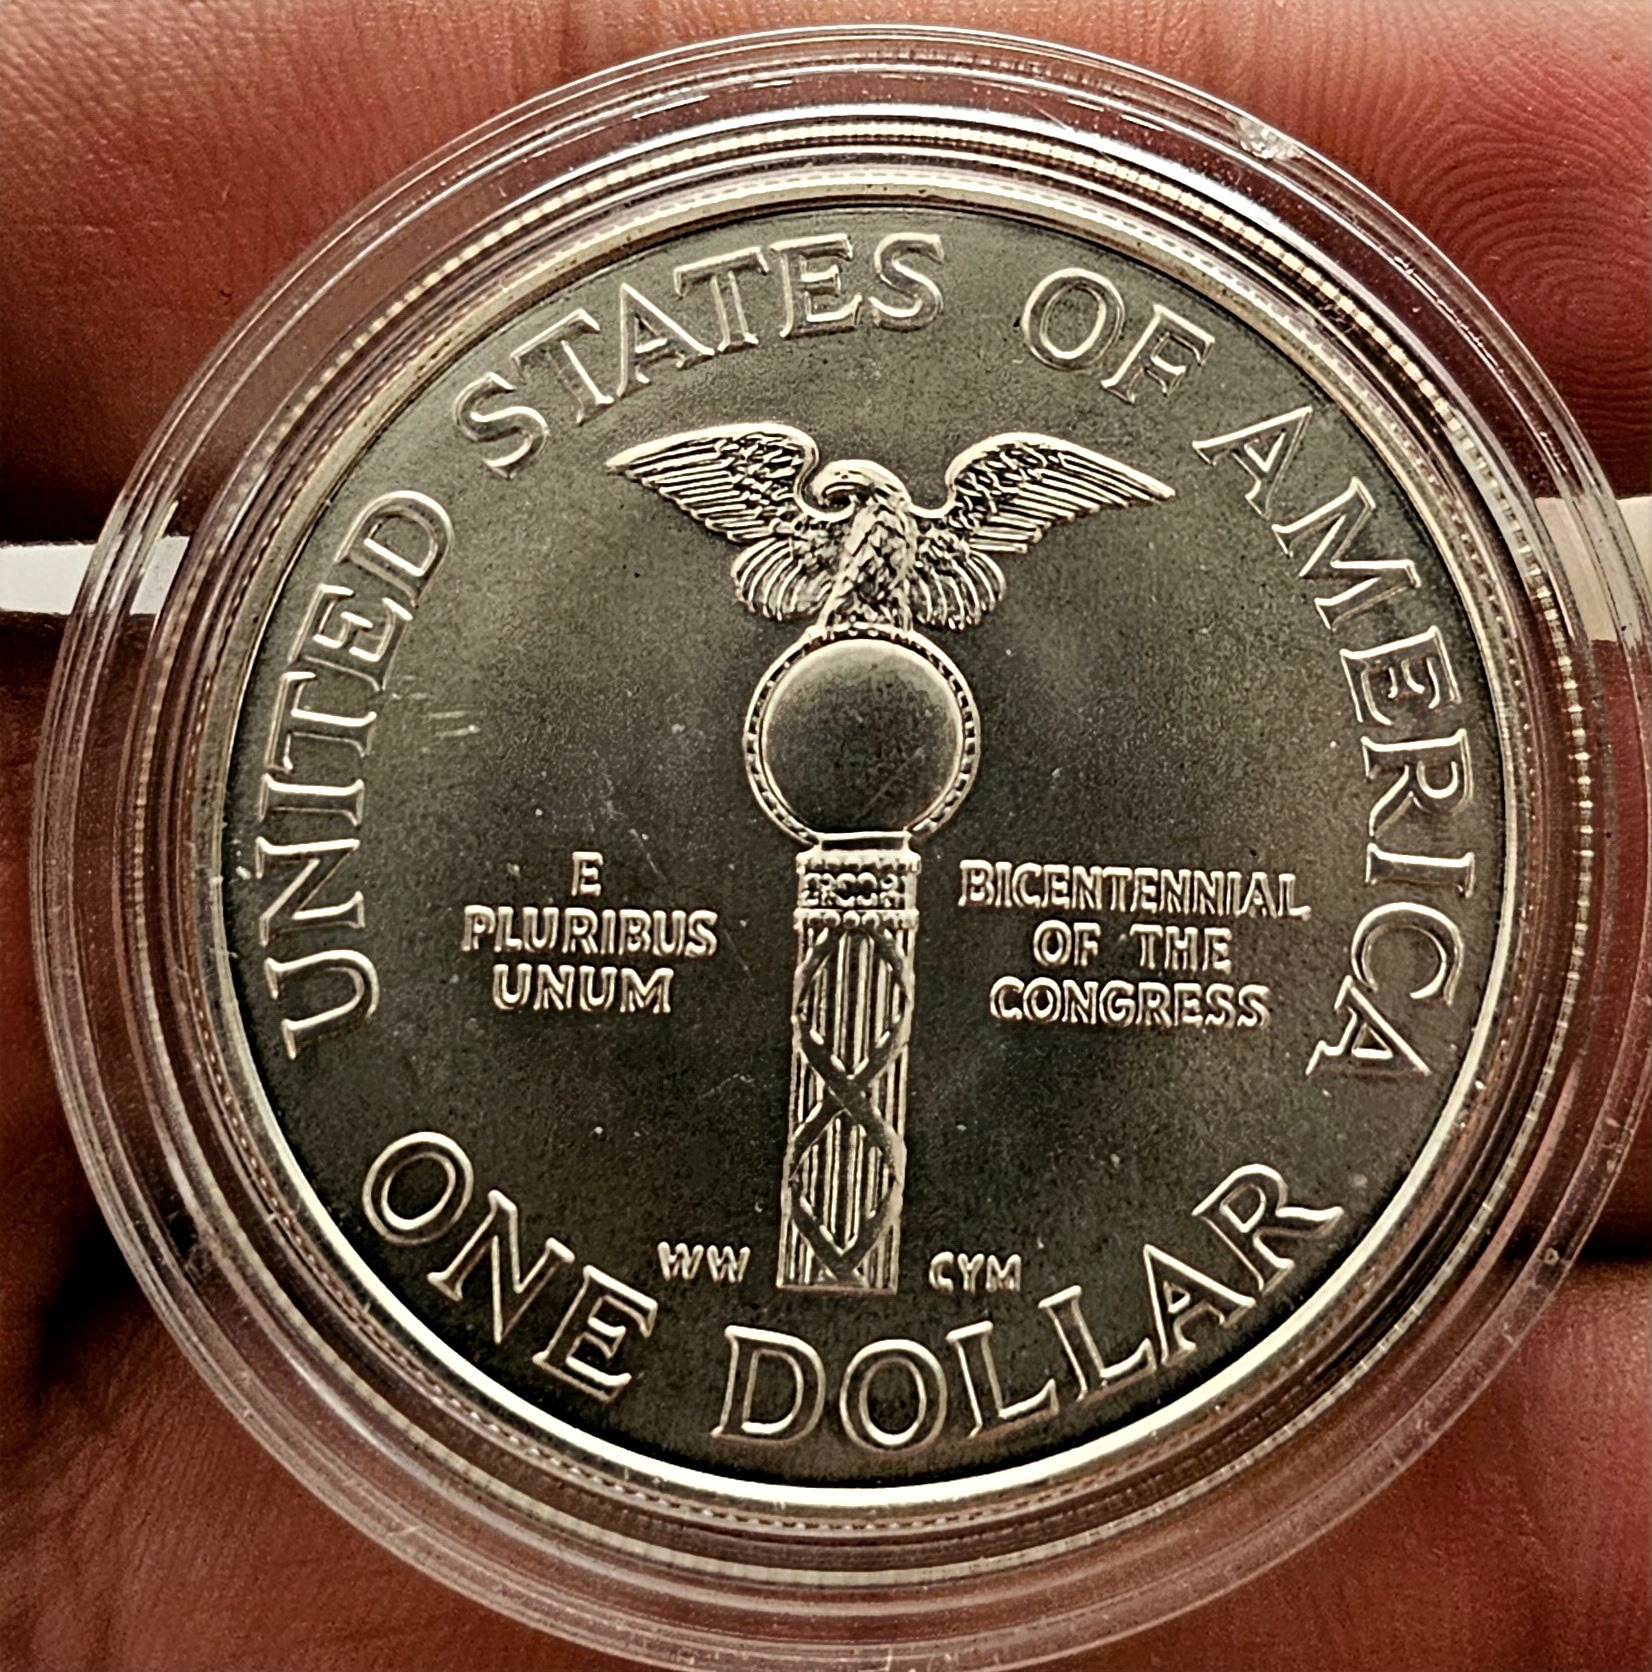 UNITED STATES OF AMERICA
E
PLURIBUS
UNUM
BICENTENNIAL
OF THE
CONGRESS
WW
CYM
ONE DOLLAR